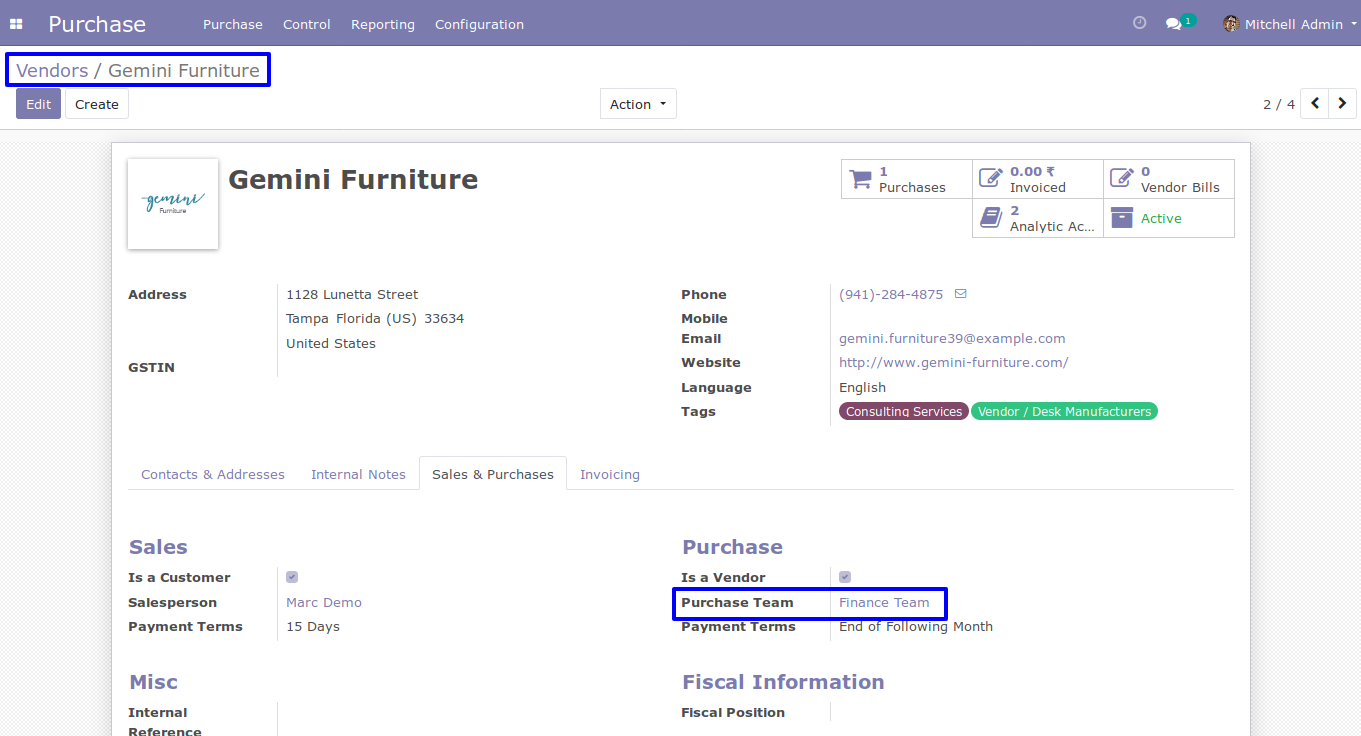 Purchase Purchase Control Reporting Configuration 1 Mitchell Admin
Vendors / Gemini Furniture
Edit Create Action 2 / 4
gemini
Furniture
Gemini Furniture
1
Purchases
0.00 ₹
Invoiced
0
Vendor Bills
2
Analytic Ac...
Active
Address 1128 Lunetta Street
Tampa Florida (US) 33634
United States
GSTIN
Phone (941)-284-4875
Mobile
Email gemini.furniture39@example.com
Website http://www.gemini-furniture.com/
Language English
Tags Consulting Services Vendor / Desk Manufacturers
Contacts & Addresses Internal Notes Sales & Purchases Invoicing
Sales
Is a Customer
Salesperson Marc Demo
Payment Terms 15 Days
Purchase
Is a Vendor
Purchase Team Finance Team
Payment Terms End of Following Month
Misc
Internal
Reference
Fiscal Information
Fiscal Position